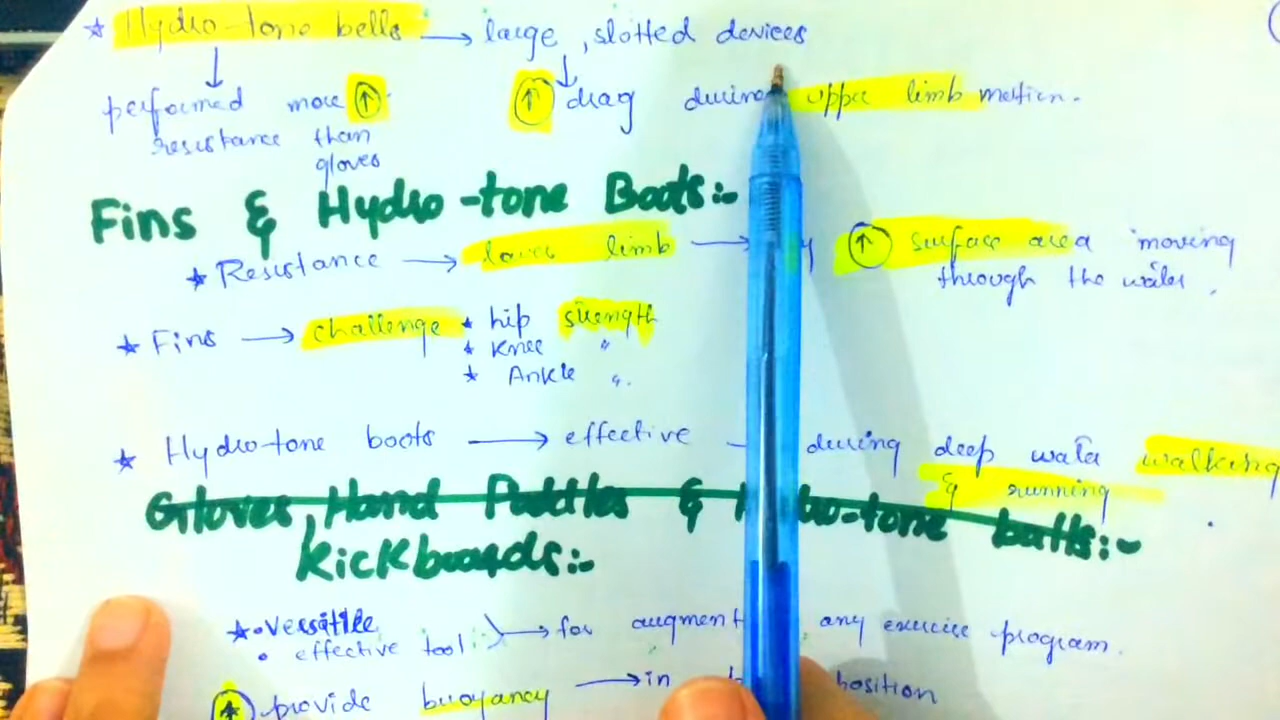 ★ Hydro-tone bells → large, slotted devices
↓ ↓
performed more ↑ ↑ drag during upper limb motion.
resistance than
gloves
Fins & Hydro-tone Boots:-
★ Resistance → lower limb → ↑ surface area moving
through the water.
★ Fins → challenge ★ hip strength
★ Knee "
★ Ankle ".
★ Hydro-tone boots → effective → during deep water walking
& running
Gloves, Hand Paddles & tone balls:-
Kickboards:-
★ • Versatile
• effective tool → for augment any exercise program.
↑ provide buoyancy → in position